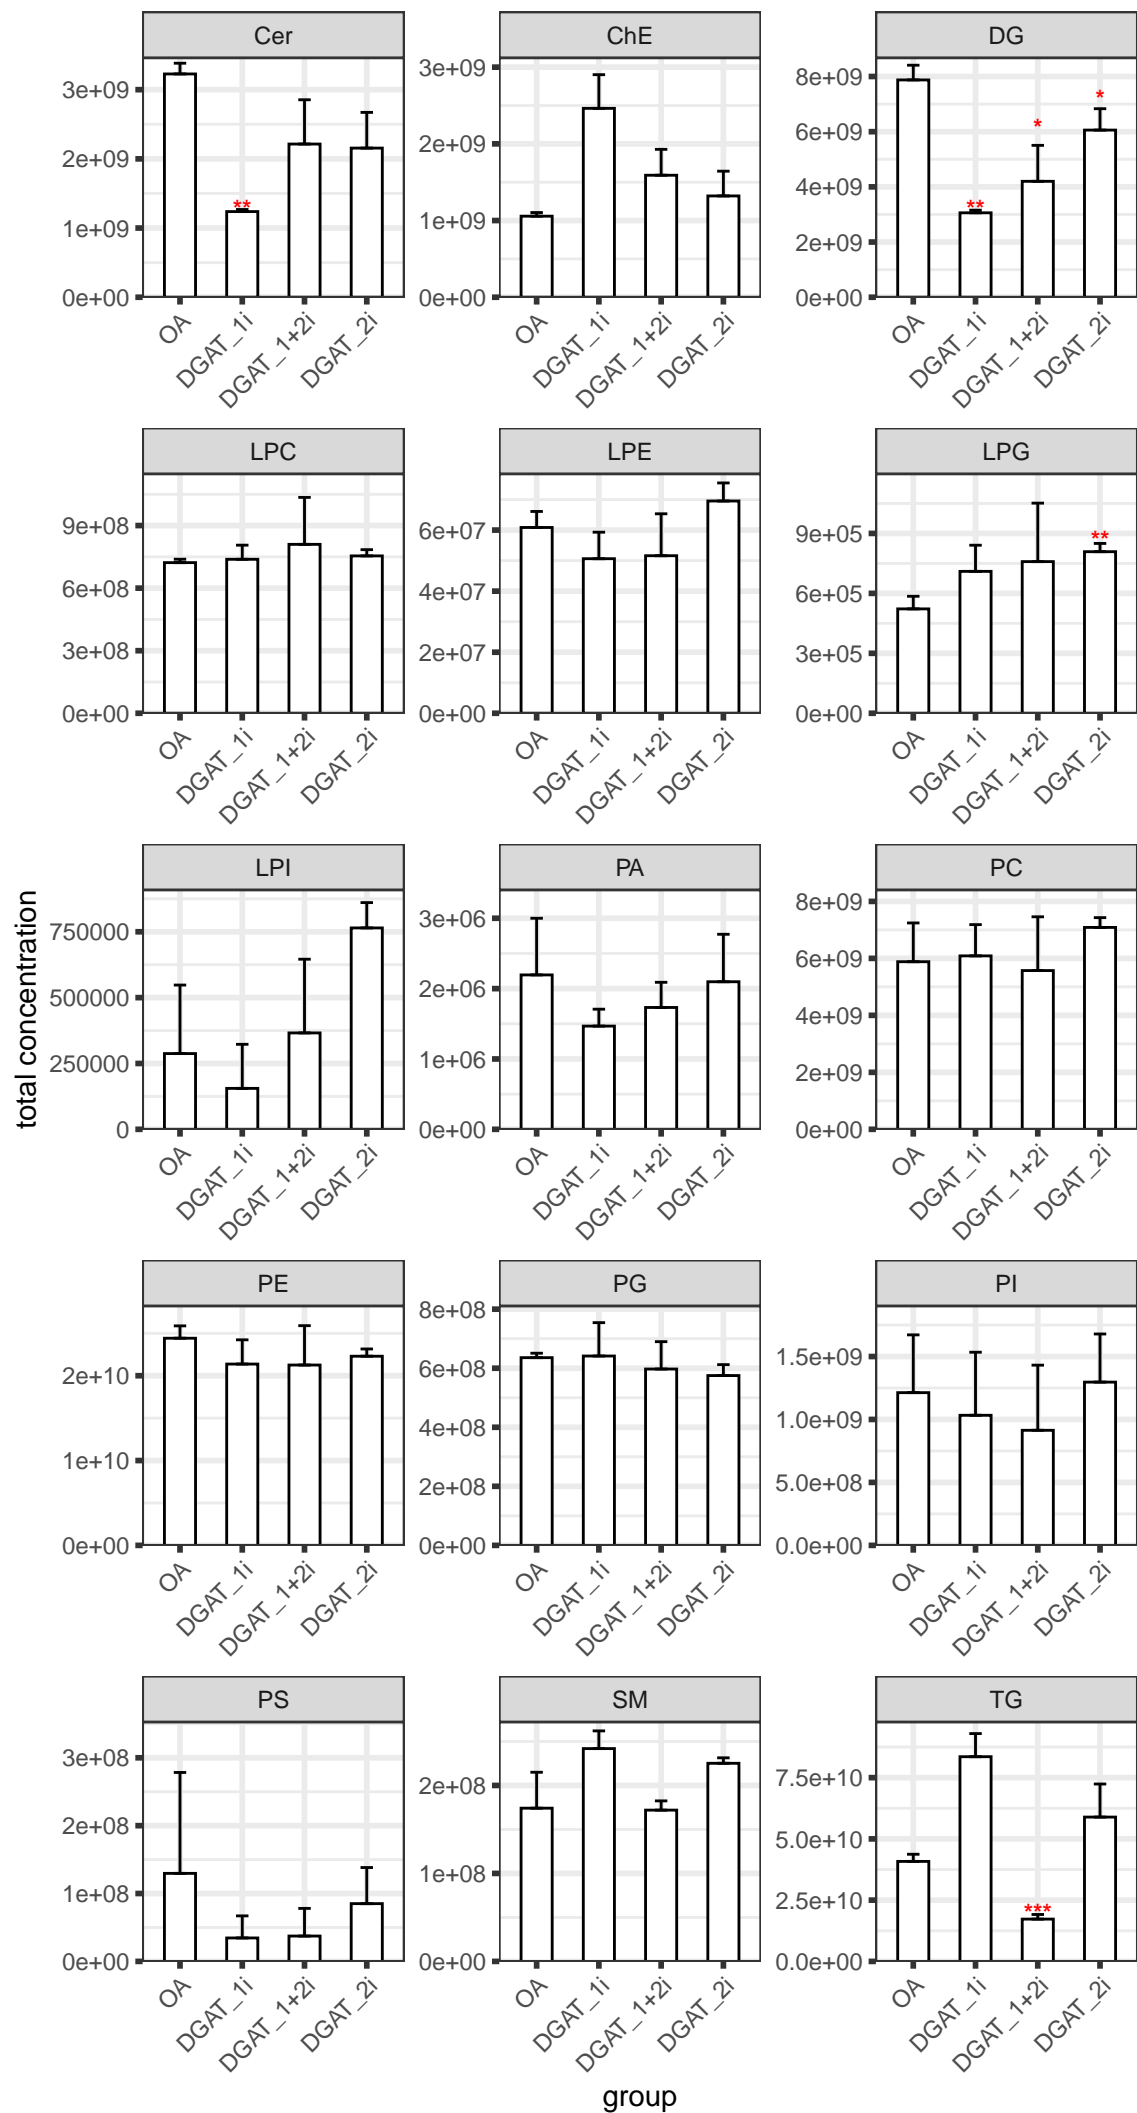 Cer
ChE
DG
3e+09
2e+09
1e+09
0e+00
3e+09
2e+09
1e+09
0e+00
8e+09
6e+09
4e+09
2e+09
0e+00
**
**
*
*
OA
DGAT_1i
DGAT_1+2i
DGAT_2i
OA
DGAT_1i
DGAT_1+2i
DGAT_2i
OA
DGAT_1i
DGAT_1+2i
DGAT_2i
LPC
LPE
LPG
9e+08
6e+08
3e+08
0e+00
6e+07
4e+07
2e+07
0e+00
9e+05
6e+05
3e+05
0e+00
**
OA
DGAT_1i
DGAT_1+2i
DGAT_2i
OA
DGAT_1i
DGAT_1+2i
DGAT_2i
OA
DGAT_1i
DGAT_1+2i
DGAT_2i
total concentration
LPI
PA
PC
750000
500000
250000
0
3e+06
2e+06
1e+06
0e+00
8e+09
6e+09
4e+09
2e+09
0e+00
OA
DGAT_1i
DGAT_1+2i
DGAT_2i
OA
DGAT_1i
DGAT_1+2i
DGAT_2i
OA
DGAT_1i
DGAT_1+2i
DGAT_2i
PE
PG
PI
2e+10
1e+10
0e+00
8e+08
6e+08
4e+08
2e+08
0e+00
1.5e+09
1.0e+09
5.0e+08
0.0e+00
OA
DGAT_1i
DGAT_1+2i
DGAT_2i
OA
DGAT_1i
DGAT_1+2i
DGAT_2i
OA
DGAT_1i
DGAT_1+2i
DGAT_2i
PS
SM
TG
3e+08
2e+08
1e+08
0e+00
2e+08
1e+08
0e+00
7.5e+10
5.0e+10
2.5e+10
0.0e+00
***
OA
DGAT_1i
DGAT_1+2i
DGAT_2i
OA
DGAT_1i
DGAT_1+2i
DGAT_2i
OA
DGAT_1i
DGAT_1+2i
DGAT_2i
group